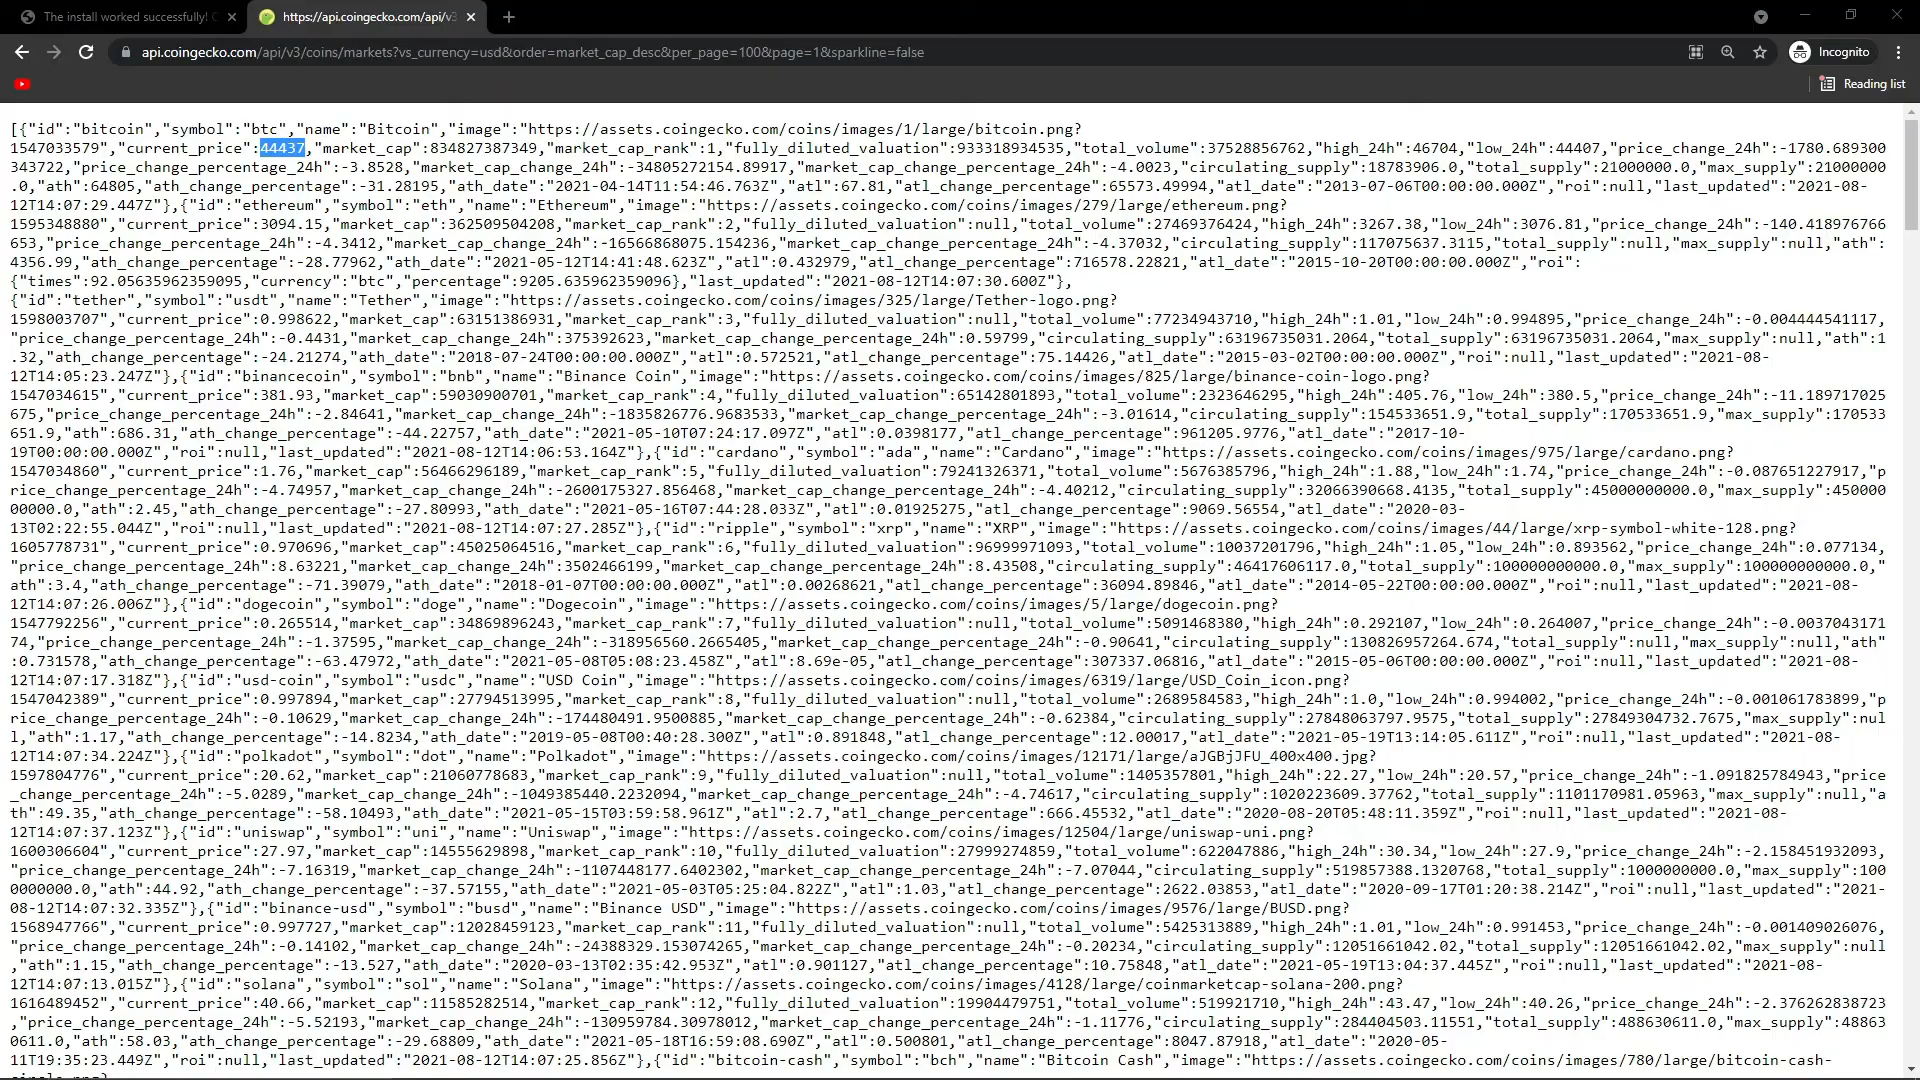 The install worked successfully! C
https://api.coingecko.com/api/v3
api.coingecko.com/api/v3/coins/markets?vs_currency=usd&order=market_cap_desc&per_page=100&page=1&sparkline=false
Incognito
Reading list
[{"id":"bitcoin","symbol":"btc","name":"Bitcoin","image":"https://assets.coingecko.com/coins/images/1/large/bitcoin.png?
1547033579","current_price":44437,"market_cap":834827387349,"market_cap_rank":1,"fully_diluted_valuation":933318934535,"total_volume":37528856762,"high_24h":46704,"low_24h":44407,"price_change_24h":-1780.689300
343722,"price_change_percentage_24h":-3.8528,"market_cap_change_24h":-34805272154.89917,"market_cap_change_percentage_24h":-4.0023,"circulating_supply":18783906.0,"total_supply":21000000.0,"max_supply":21000000
.0,"ath":64805,"ath_change_percentage":-31.28195,"ath_date":"2021-04-14T11:54:46.763Z","atl":67.81,"atl_change_percentage":65573.49994,"atl_date":"2013-07-06T00:00:00.000Z","roi":null,"last_updated":"2021-08-
12T14:07:29.447Z"},{"id":"ethereum","symbol":"eth","name":"Ethereum","image":"https://assets.coingecko.com/coins/images/279/large/ethereum.png?
1595348880","current_price":3094.15,"market_cap":362509504208,"market_cap_rank":2,"fully_diluted_valuation":null,"total_volume":27469376424,"high_24h":3267.38,"low_24h":3076.81,"price_change_24h":-140.418976766
653,"price_change_percentage_24h":-4.3412,"market_cap_change_24h":-16566868075.154236,"market_cap_change_percentage_24h":-4.37032,"circulating_supply":117075637.3115,"total_supply":null,"max_supply":null,"ath":
4356.99,"ath_change_percentage":-28.77962,"ath_date":"2021-05-12T14:41:48.623Z","atl":0.432979,"atl_change_percentage":716578.22821,"atl_date":"2015-10-20T00:00:00.000Z","roi":
{"times":92.05635962359095,"currency":"btc","percentage":9205.635962359096},"last_updated":"2021-08-12T14:07:30.600Z"},
{"id":"tether","symbol":"usdt","name":"Tether","image":"https://assets.coingecko.com/coins/images/325/large/Tether-logo.png?
1598003707","current_price":0.998622,"market_cap":63151386931,"market_cap_rank":3,"fully_diluted_valuation":null,"total_volume":77234943710,"high_24h":1.01,"low_24h":0.994895,"price_change_24h":-0.004444541117,
"price_change_percentage_24h":-0.4431,"market_cap_change_24h":375392623,"market_cap_change_percentage_24h":0.59799,"circulating_supply":63196735031.2064,"total_supply":63196735031.2064,"max_supply":null,"ath":1
.32,"ath_change_percentage":-24.21274,"ath_date":"2018-07-24T00:00:00.000Z","atl":0.572521,"atl_change_percentage":75.14426,"atl_date":"2015-03-02T00:00:00.000Z","roi":null,"last_updated":"2021-08-
12T14:05:23.247Z"},{"id":"binancecoin","symbol":"bnb","name":"Binance Coin","image":"https://assets.coingecko.com/coins/images/825/large/binance-coin-logo.png?
1547034615","current_price":381.93,"market_cap":59030900701,"market_cap_rank":4,"fully_diluted_valuation":65142801893,"total_volume":2323646295,"high_24h":405.76,"low_24h":380.5,"price_change_24h":-11.189717025
675,"price_change_percentage_24h":-2.84641,"market_cap_change_24h":-1835826776.9683533,"market_cap_change_percentage_24h":-3.01614,"circulating_supply":154533651.9,"total_supply":170533651.9,"max_supply":170533
651.9,"ath":686.31,"ath_change_percentage":-44.22757,"ath_date":"2021-05-10T07:24:17.097Z","atl":0.0398177,"atl_change_percentage":961205.9776,"atl_date":"2017-10-
19T00:00:00.000Z","roi":null,"last_updated":"2021-08-12T14:06:53.164Z"},{"id":"cardano","symbol":"ada","name":"Cardano","image":"https://assets.coingecko.com/coins/images/975/large/cardano.png?
1547034860","current_price":1.76,"market_cap":56466296189,"market_cap_rank":5,"fully_diluted_valuation":79241326371,"total_volume":5676385796,"high_24h":1.88,"low_24h":1.74,"price_change_24h":-0.087651227917,"p
rice_change_percentage_24h":-4.74957,"market_cap_change_24h":-2600175327.856468,"market_cap_change_percentage_24h":-4.40212,"circulating_supply":32066390668.4135,"total_supply":45000000000.0,"max_supply":450000
00000.0,"ath":2.45,"ath_change_percentage":-27.80993,"ath_date":"2021-05-16T07:44:28.033Z","atl":0.01925275,"atl_change_percentage":9069.56554,"atl_date":"2020-03-
13T02:22:55.044Z","roi":null,"last_updated":"2021-08-12T14:07:27.285Z"},{"id":"ripple","symbol":"xrp","name":"XRP","image":"https://assets.coingecko.com/coins/images/44/large/xrp-symbol-white-128.png?
1605778731","current_price":0.970696,"market_cap":45025064516,"market_cap_rank":6,"fully_diluted_valuation":96999971093,"total_volume":10037201796,"high_24h":1.05,"low_24h":0.893562,"price_change_24h":0.077134,
"price_change_percentage_24h":8.63221,"market_cap_change_24h":3502466199,"market_cap_change_percentage_24h":8.43508,"circulating_supply":46417606117.0,"total_supply":100000000000.0,"max_supply":100000000000.0,"
ath":3.4,"ath_change_percentage":-71.39079,"ath_date":"2018-01-07T00:00:00.000Z","atl":0.00268621,"atl_change_percentage":36094.89846,"atl_date":"2014-05-22T00:00:00.000Z","roi":null,"last_updated":"2021-08-
12T14:07:26.006Z"},{"id":"dogecoin","symbol":"doge","name":"Dogecoin","image":"https://assets.coingecko.com/coins/images/5/large/dogecoin.png?
1547792256","current_price":0.265514,"market_cap":34869896243,"market_cap_rank":7,"fully_diluted_valuation":null,"total_volume":5091468380,"high_24h":0.292107,"low_24h":0.264007,"price_change_24h":-0.0037043171
74,"price_change_percentage_24h":-1.37595,"market_cap_change_24h":-318956560.2665405,"market_cap_change_percentage_24h":-0.90641,"circulating_supply":130826957264.674,"total_supply":null,"max_supply":null,"ath"
:0.731578,"ath_change_percentage":-63.47972,"ath_date":"2021-05-08T05:08:23.458Z","atl":8.69e-05,"atl_change_percentage":307337.06816,"atl_date":"2015-05-06T00:00:00.000Z","roi":null,"last_updated":"2021-08-
12T14:07:17.318Z"},{"id":"usd-coin","symbol":"usdc","name":"USD Coin","image":"https://assets.coingecko.com/coins/images/6319/large/USD_Coin_icon.png?
1547042389","current_price":0.997894,"market_cap":27794513995,"market_cap_rank":8,"fully_diluted_valuation":null,"total_volume":2689584583,"high_24h":1.0,"low_24h":0.994002,"price_change_24h":-0.001061783899,"p
rice_change_percentage_24h":-0.10629,"market_cap_change_24h":-174480491.9500885,"market_cap_change_percentage_24h":-0.62384,"circulating_supply":27848063797.9575,"total_supply":27849304732.7675,"max_supply":nul
l,"ath":1.17,"ath_change_percentage":-14.8234,"ath_date":"2019-05-08T00:40:28.300Z","atl":0.891848,"atl_change_percentage":12.00017,"atl_date":"2021-05-19T13:14:05.611Z","roi":null,"last_updated":"2021-08-
12T14:07:34.224Z"},{"id":"polkadot","symbol":"dot","name":"Polkadot","image":"https://assets.coingecko.com/coins/images/12171/large/aJGBjJFU_400x400.jpg?
1597804776","current_price":20.62,"market_cap":21060778683,"market_cap_rank":9,"fully_diluted_valuation":null,"total_volume":1405357801,"high_24h":22.27,"low_24h":20.57,"price_change_24h":-1.091825784943,"price
_change_percentage_24h":-5.0289,"market_cap_change_24h":-1049385440.2232094,"market_cap_change_percentage_24h":-4.74617,"circulating_supply":1020223609.37762,"total_supply":1101170981.05963,"max_supply":null,"a
th":49.35,"ath_change_percentage":-58.10493,"ath_date":"2021-05-15T03:59:58.961Z","atl":2.7,"atl_change_percentage":666.45532,"atl_date":"2020-08-20T05:48:11.359Z","roi":null,"last_updated":"2021-08-
12T14:07:37.123Z"},{"id":"uniswap","symbol":"uni","name":"Uniswap","image":"https://assets.coingecko.com/coins/images/12504/large/uniswap-uni.png?
1600306604","current_price":27.97,"market_cap":14555629898,"market_cap_rank":10,"fully_diluted_valuation":27999274859,"total_volume":622047886,"high_24h":30.34,"low_24h":27.9,"price_change_24h":-2.158451932093,
"price_change_percentage_24h":-7.16319,"market_cap_change_24h":-1107448177.6402302,"market_cap_change_percentage_24h":-7.07044,"circulating_supply":519857388.1320768,"total_supply":1000000000.0,"max_supply":100
0000000.0,"ath":44.92,"ath_change_percentage":-37.57155,"ath_date":"2021-05-03T05:25:04.822Z","atl":1.03,"atl_change_percentage":2622.03853,"atl_date":"2020-09-17T01:20:38.214Z","roi":null,"last_updated":"2021-
08-12T14:07:32.335Z"},{"id":"binance-usd","symbol":"busd","name":"Binance USD","image":"https://assets.coingecko.com/coins/images/9576/large/BUSD.png?
1568947766","current_price":0.997727,"market_cap":12028459123,"market_cap_rank":11,"fully_diluted_valuation":null,"total_volume":5425313889,"high_24h":1.01,"low_24h":0.991453,"price_change_24h":-0.001409026076,
"price_change_percentage_24h":-0.14102,"market_cap_change_24h":-24388329.153074265,"market_cap_change_percentage_24h":-0.20234,"circulating_supply":12051661042.02,"total_supply":12051661042.02,"max_supply":null
,"ath":1.15,"ath_change_percentage":-13.527,"ath_date":"2020-03-13T02:35:42.953Z","atl":0.901127,"atl_change_percentage":10.75848,"atl_date":"2021-05-19T13:04:37.445Z","roi":null,"last_updated":"2021-08-
12T14:07:13.015Z"},{"id":"solana","symbol":"sol","name":"Solana","image":"https://assets.coingecko.com/coins/images/4128/large/coinmarketcap-solana-200.png?
1616489452","current_price":40.66,"market_cap":11585282514,"market_cap_rank":12,"fully_diluted_valuation":19904479751,"total_volume":519921710,"high_24h":43.47,"low_24h":40.26,"price_change_24h":-2.376262838723
,"price_change_percentage_24h":-5.52193,"market_cap_change_24h":-130959784.30978012,"market_cap_change_percentage_24h":-1.11776,"circulating_supply":284404503.11551,"total_supply":488630611.0,"max_supply":48863
0611.0,"ath":58.03,"ath_change_percentage":-29.68809,"ath_date":"2021-05-18T16:59:08.690Z","atl":0.500801,"atl_change_percentage":8047.87918,"atl_date":"2020-05-
11T19:35:23.449Z","roi":null,"last_updated":"2021-08-12T14:07:25.856Z"},{"id":"bitcoin-cash","symbol":"bch","name":"Bitcoin Cash","image":"https://assets.coingecko.com/coins/images/780/large/bitcoin-cash-